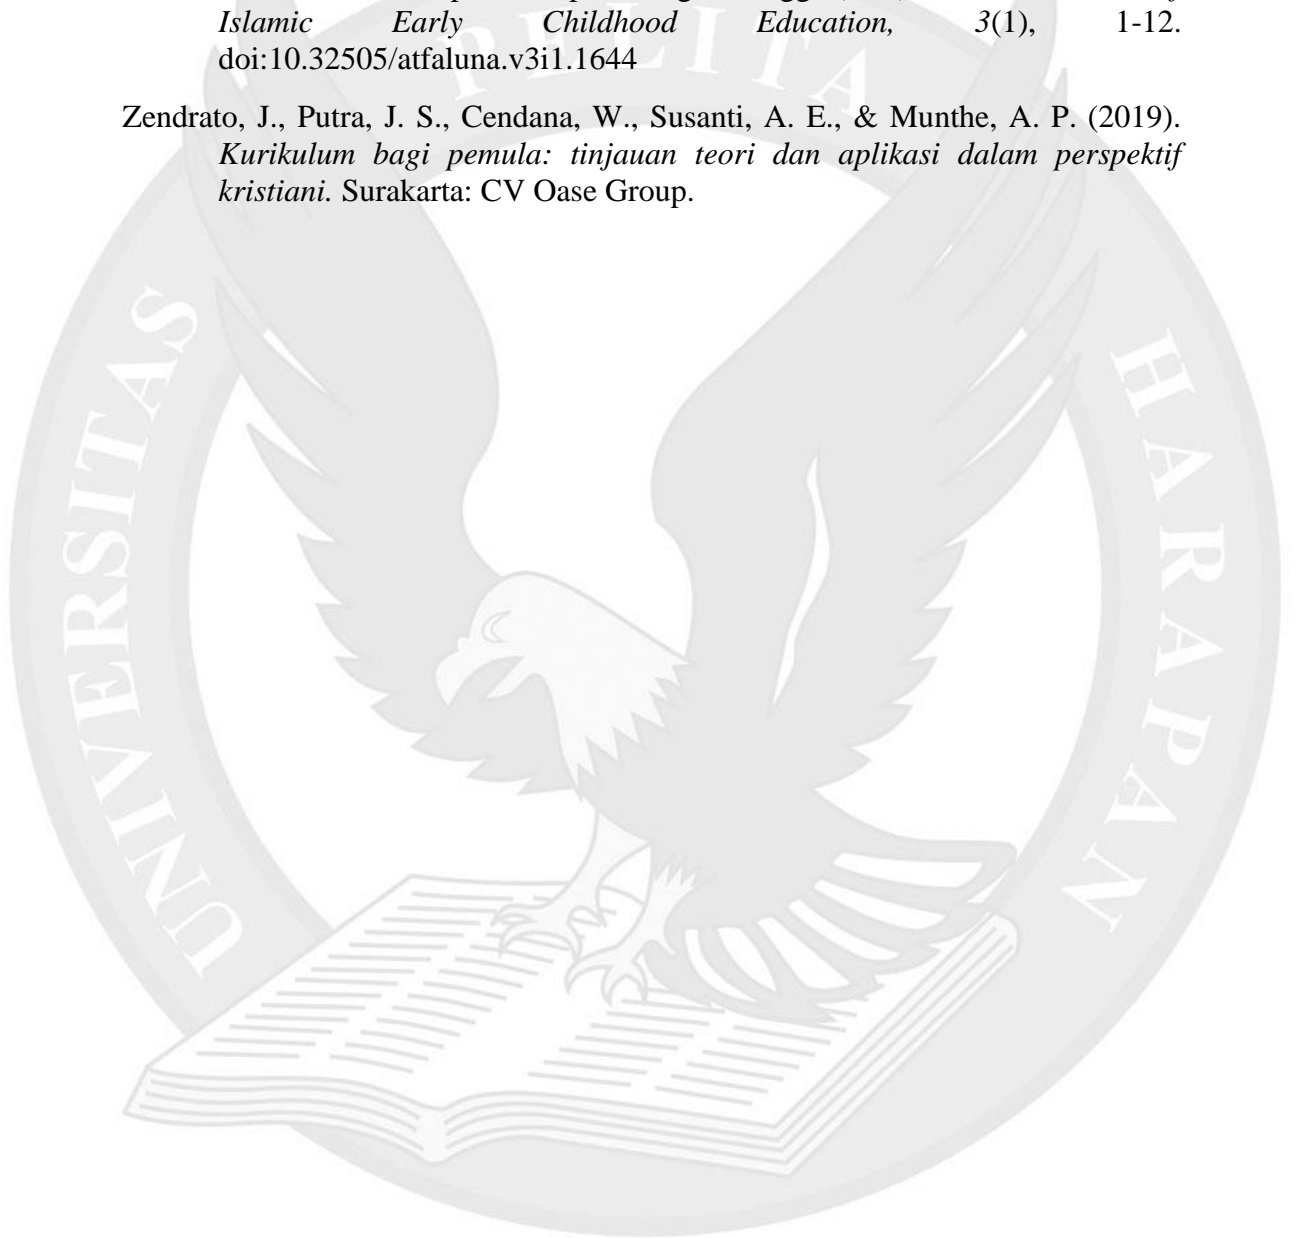 Islamic Early Childhood Education, 3(1), 1-12.
doi:10.32505/atfaluna.v3i1.1644
Zendrato, J., Putra, J. S., Cendana, W., Susanti, A. E., & Munthe, A. P. (2019).
Kurikulum bagi pemula: tinjauan teori dan aplikasi dalam perspektif
kristiani. Surakarta: CV Oase Group.
UNIVERSITAS
PELITA
HARAPAN